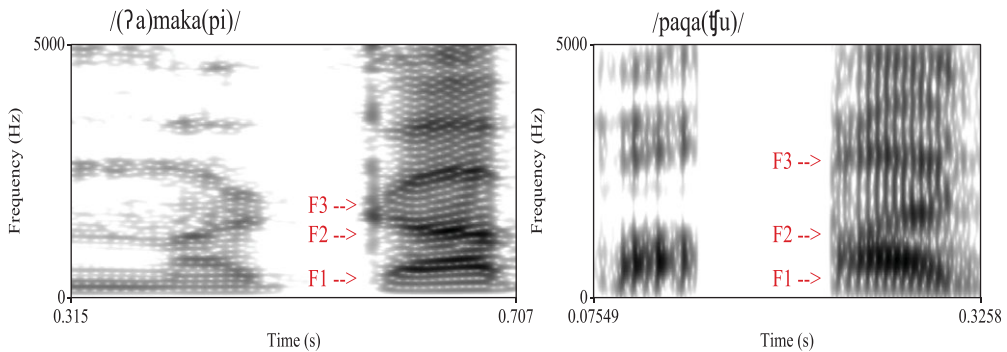 /(ʔa)maka(pi)/
5000
Frequency (Hz)
F3 -->
F2 -->
F1 -->
0
0.315
0.707
Time (s)
/paqa(ʧu)/
5000
Frequency (Hz)
F3 -->
F2 -->
F1 -->
0
0.07549
0.3258
Time (s)